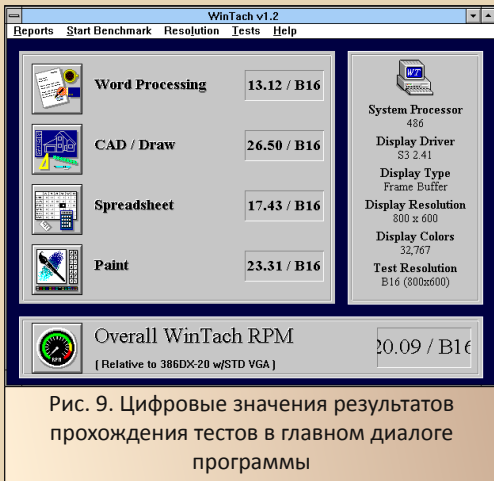 WinTach v1.2
Reports Start Benchmark Resolution Tests Help
Word Processing 13.12 / B16
CAD / Draw 26.50 / B16
Spreadsheet 17.43 / B16
Paint 23.31 / B16
WT
System Processor
486
Display Driver
S3 2.41
Display Type
Frame Buffer
Display Resolution
800 x 600
Display Colors
32,767
Test Resolution
B16 (800x600)
RPM
Overall WinTach RPM
( Relative to 386DX-20 w/STD VGA )
20.09 / B16
Рис. 9. Цифровые значения результатов
прохождения тестов в главном диалоге
программы